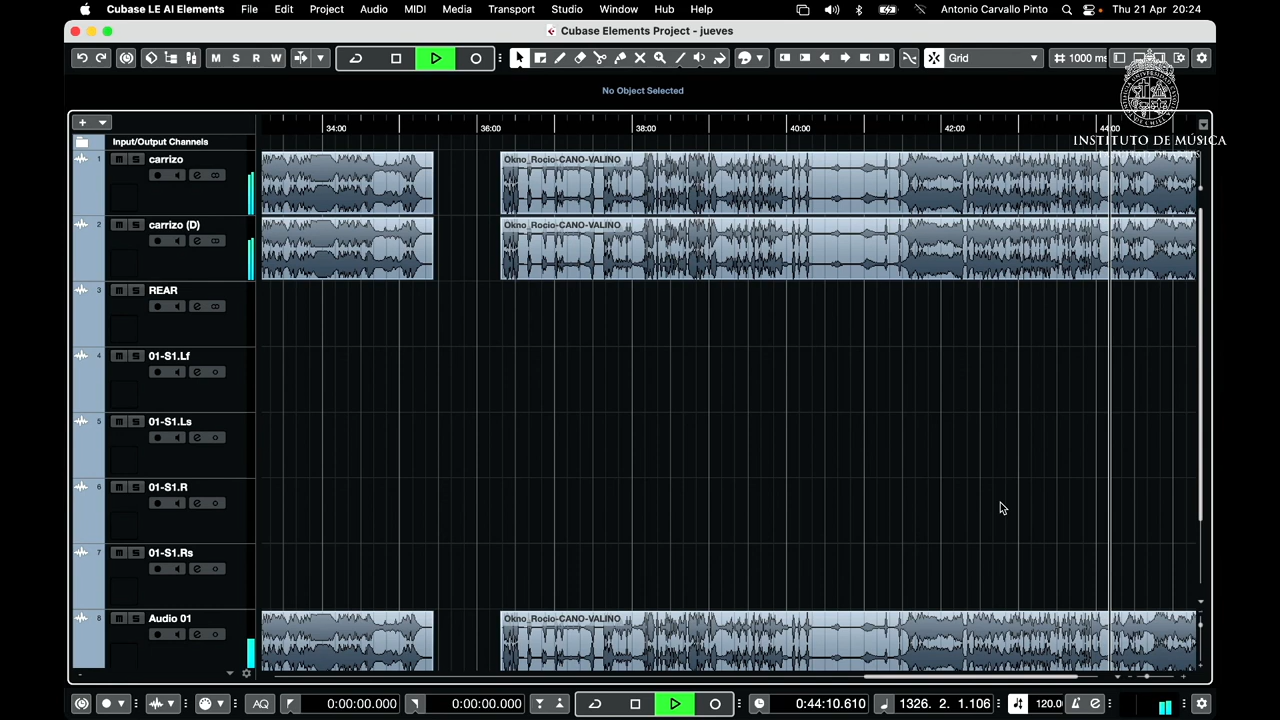 Cubase LE AI Elements File Edit Project Audio MIDI Media Transport Studio Window Hub Help Antonio Carvallo Pinto Thu 21 Apr 20:24
Cubase Elements Project - jueves
M S R W Grid 1000 ms
No Object Selected
Input/Output Channels 34:00 36:00 38:00 40:00 42:00 44:00
INSTITUTO DE MÚSICA
1 carrizo Okno_Rocio-CANO-VALINO
m S e
2 carrizo (D) Okno_Rocio-CANO-VALINO
m S e
3 REAR
m S e
4 01-S1.Lf
m S e
5 01-S1.Ls
m S e
6 01-S1.R
m S e
7 01-S1.Rs
m S e
8 Audio 01 Okno_Rocio-CANO-VALINO
m S e
AQ 0:00:00.000 0:00:00.000 0:44:10.610 1326. 2. 1.106 120.0